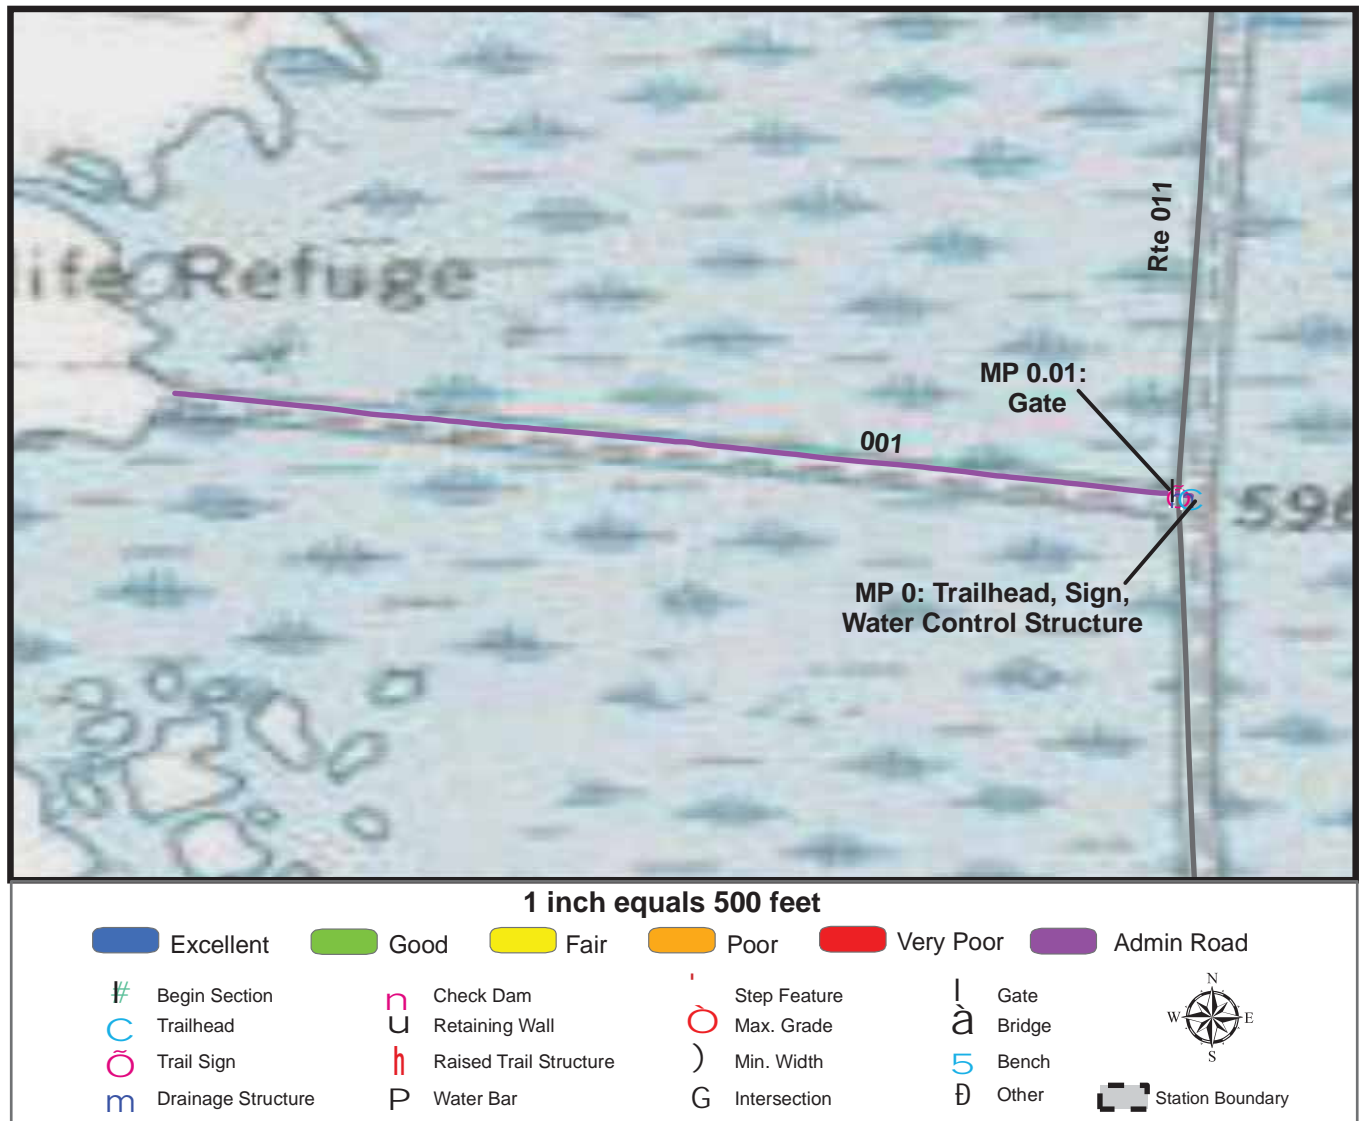 ife Refuge
Rte 011
MP 0.01:
Gate
001
596
MP 0: Trailhead, Sign,
Water Control Structure
1 inch equals 500 feet
Excellent Good Fair Poor Very Poor Admin Road
# Begin Section n Check Dam ' Step Feature l Gate
C Trailhead u Retaining Wall Ò Max. Grade à Bridge
Õ Trail Sign h Raised Trail Structure ) Min. Width 5 Bench
m Drainage Structure P Water Bar G Intersection Ð Other
N
W E
S
Station Boundary